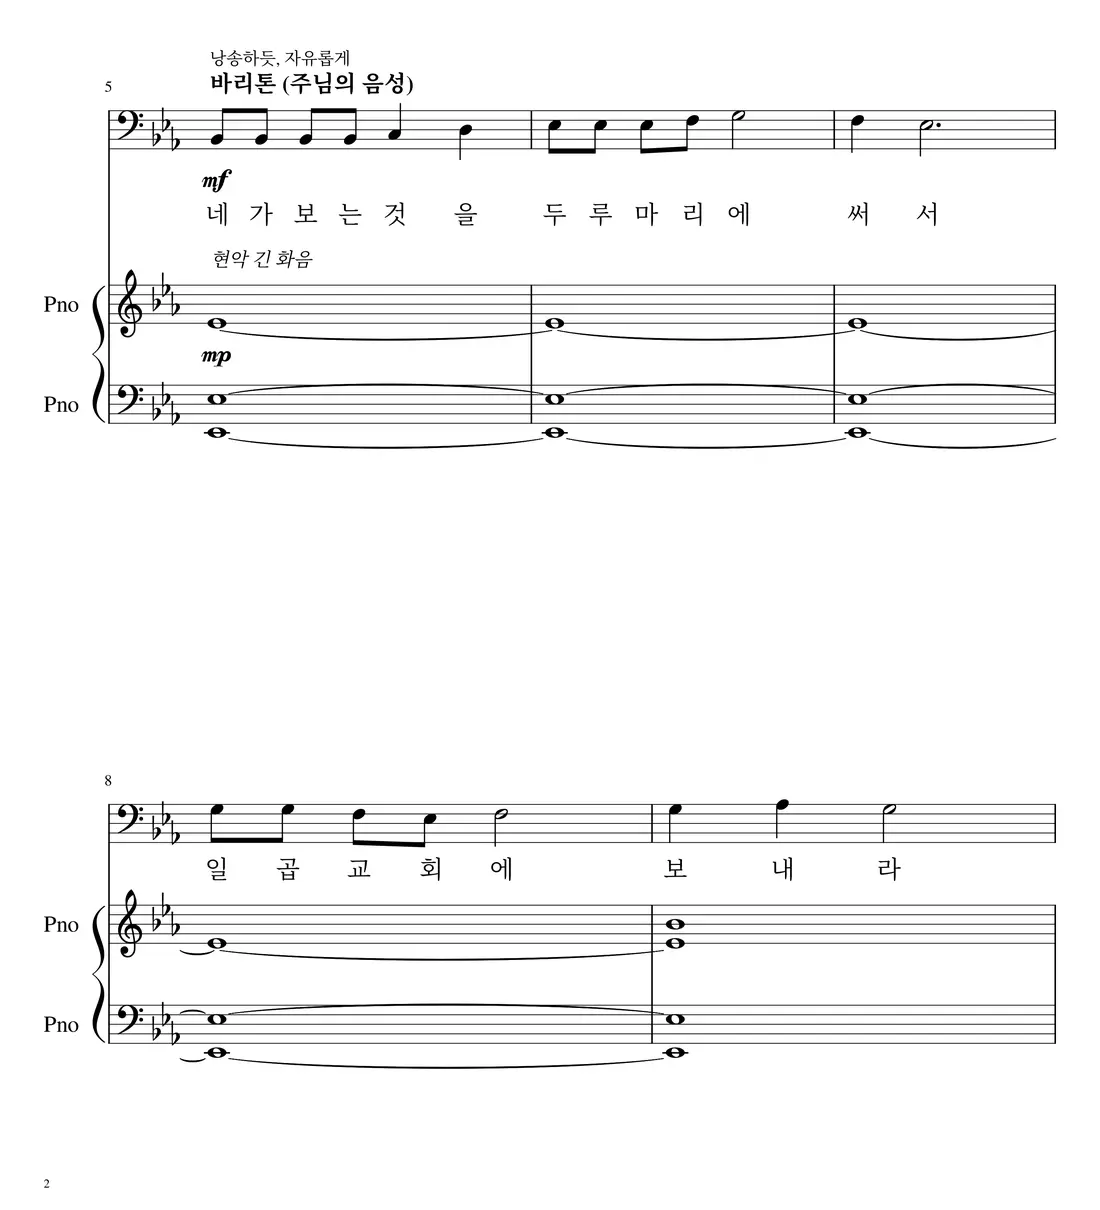 낭송하듯, 자유롭게
바리톤 (주님의 음성)
5
mf
네 가 보 는 것 을 두 루 마 리 에 써 서
현악 긴 화음
Pno
mp
Pno
8
일 곱 교 회 에 보 내 라
Pno
Pno
2